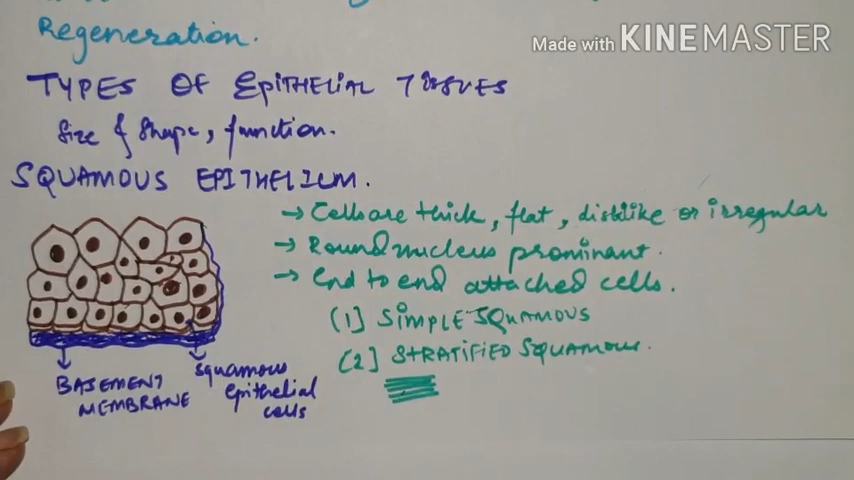 Regeneration.
Made with KINEMASTER
TYPES OF EPITHELIAL TISSUES
Size & Shape, function.
SQUAMOUS EPITHELIUM.
→ Cells are thick, flat, disklike or irregular
→ Round nucleus prominant.
→ End to end attached cells.
(1) SIMPLE SQUAMOUS
(2) STRATIFIED SQUAMOUS.
BASEMENT
MEMBRANE
Squamous
epithelial
cells